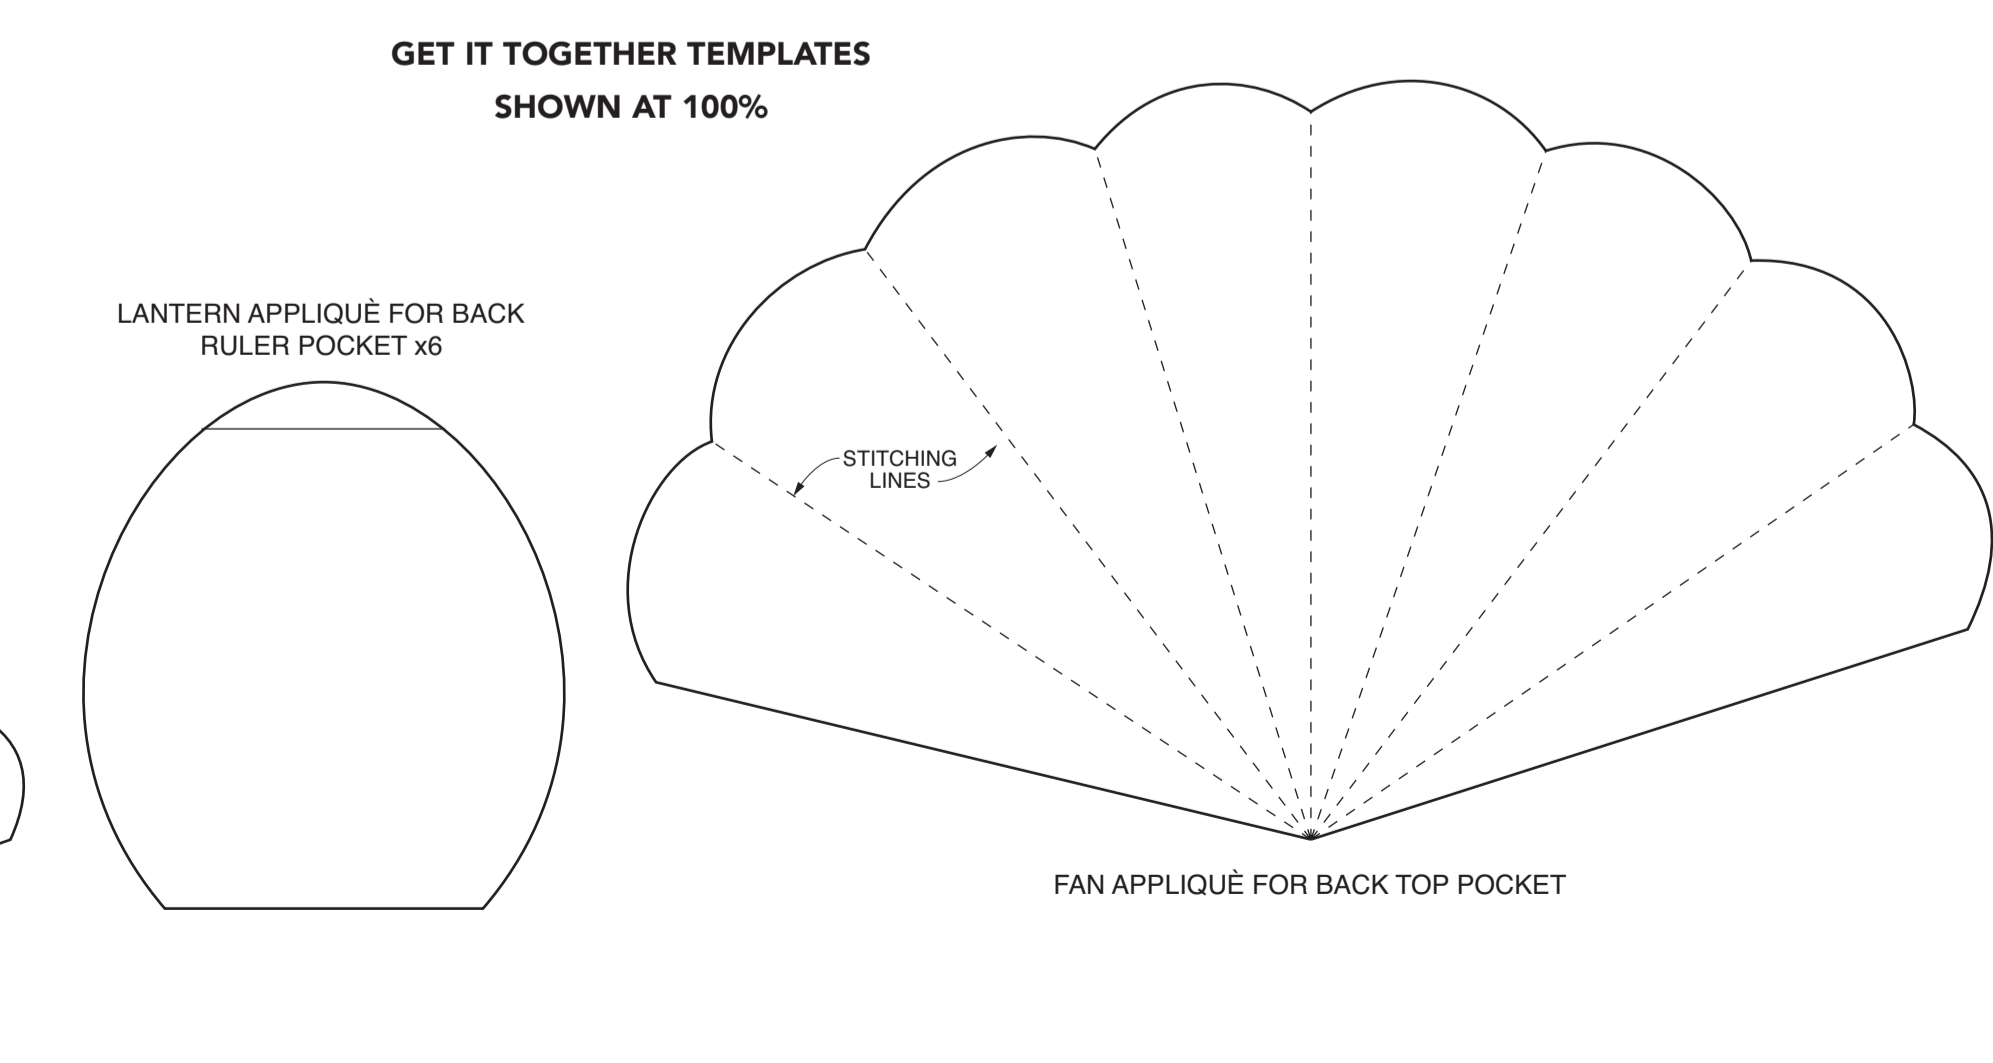 GET IT TOGETHER TEMPLATES
SHOWN AT 100%
LANTERN APPLIQUÈ FOR BACK
RULER POCKET x6
STITCHING
LINES
FAN APPLIQUÈ FOR BACK TOP POCKET